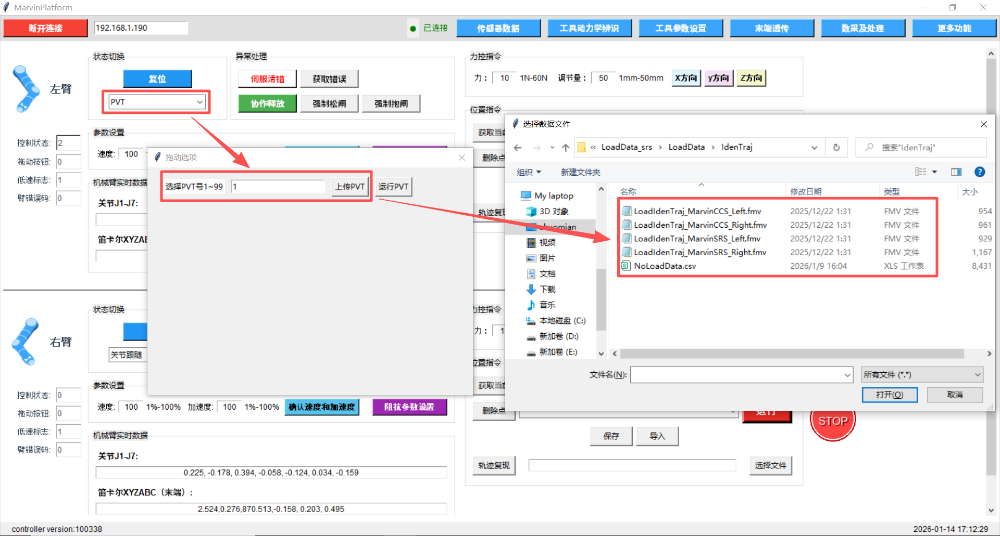 MarvinPlatform
断开连接 192.168.1.190 已连接 传感器数据 工具动力学辨识 工具参数设置 末端透传 数采及处理 更多功能
状态切换 异常处理 力控指令
左臂
复位 伺服清错 获取错误
力： 10 1N-60N 调节量： 50 1mm-50mm X方向 y方向 Z方向
PVT 协作释放 强制松闸 强制抱闸
位置指令
参数设置 获取当前
控制状态: 2
速度: 100
拖动按钮: 0
删除点
低速标志: 1
机械臂实时数据
臂错误码: 0
关节J1-J7:
轨迹复现
笛卡尔XYZAB
拖动选项
选择PVT号1~99 1 上传PVT 运行PVT
选择数据文件
« LoadData_srs › LoadData › IdenTraj
搜索"IdenTraj"
组织 新建文件夹
名称 修改日期 类型 大小
My laptop
3D 对象
zhuomian
视频
图片
文档
下载
音乐
本地磁盘 (C:)
新加卷 (D:)
新加卷 (E:)
LoadIdenTraj_MarvinCCS_Left.fmv 2025/12/22 1:31 FMV 文件 954
LoadIdenTraj_MarvinCCS_Right.fmv 2025/12/22 1:31 FMV 文件 961
LoadIdenTraj_MarvinSRS_Left.fmv 2025/12/22 1:31 FMV 文件 929
LoadIdenTraj_MarvinSRS_Right.fmv 2025/12/22 1:31 FMV 文件 1,167
NoLoadData.csv 2026/1/9 16:04 XLS 工作表 8,431
文件名(N): 所有文件 (*.*)
打开(O) 取消
状态切换 力控指令
右臂
力： 1
关节跟随
位置指令
参数设置 获取当前
控制状态: 0
速度: 100 1%-100% 加速度: 100 1%-100% 确认速度和加速度 阻抗参数设置
拖动按钮: 0
删除点 运行
STOP
低速标志: 1
机械臂实时数据
保存 导入
臂错误码: 0
关节J1-J7:
0.225, -0.178, 0.394, -0.058, -0.124, 0.034, -0.159
轨迹复现 选择文件
笛卡尔XYZABC（末端）:
2.524,0.276,870.513,-0.158, 0.203, 0.495
controller version:100338 2026-01-14 17:12:29